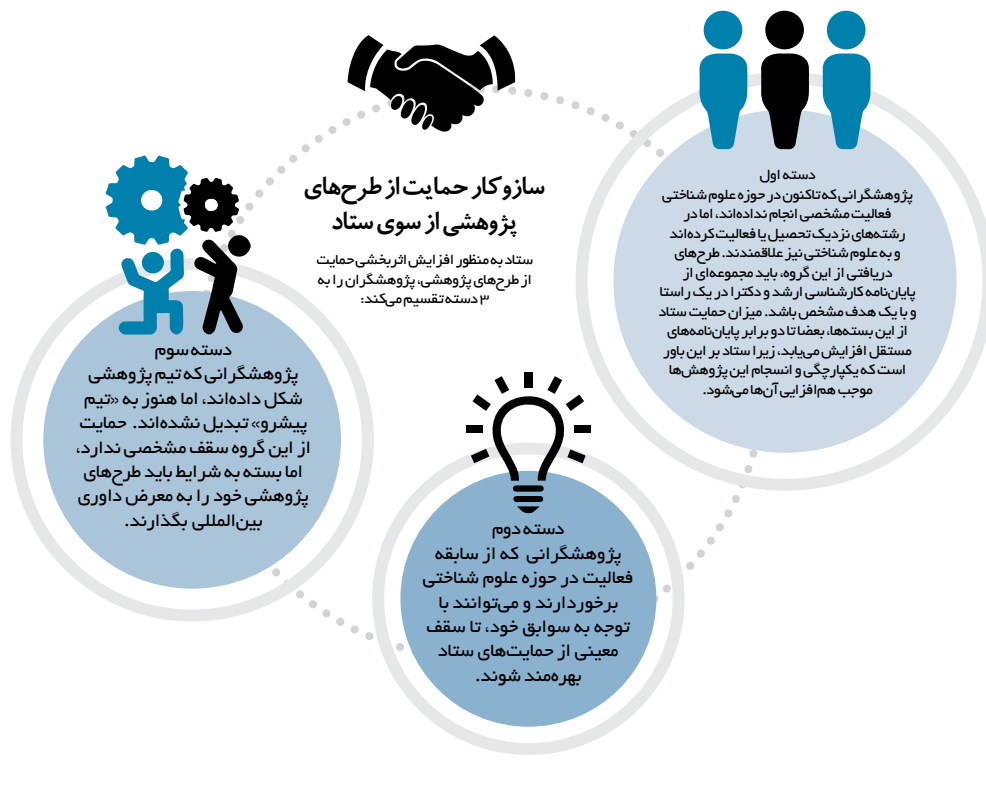 سازوکار حمایت از طرح‌های
پژوهشی از سوی ستاد
ستاد به منظور افزایش اثربخشی حمایت
از طرح‌های پژوهشی، پژوهشگران را به
۳ دسته تقسیم می‌کند:
دسته اول
پژوهشگرانی که تاکنون در حوزه علوم شناختی
فعالیت مشخصی انجام نداده‌اند، اما در
رشته‌های نزدیک تحصیل یا فعالیت کرده‌اند
و به علوم شناختی نیز علاقمندند. طرح‌های
دریافتی از این گروه، باید مجموعه‌ای از
پایان‌نامه کارشناسی ارشد و دکترا در یک راستا
و با یک هدف مشخص باشد. میزان حمایت ستاد
از این بسته‌ها، بعضا تا دو برابر پایان‌نامه‌های
مستقل افزایش می‌یابد، زیرا ستاد بر این باور
است که یکپارچگی و انسجام این پژوهش‌ها
موجب هم‌افزایی آن‌ها می‌شود.
دسته دوم
پژوهشگرانی که از سابقه
فعالیت در حوزه علوم شناختی
برخوردارند و می‌توانند با
توجه به سوابق خود، تا سقف
معینی از حمایت‌های ستاد
بهره‌مند شوند.
دسته سوم
پژوهشگرانی که تیم پژوهشی
شکل داده‌اند، اما هنوز به «تیم
پیشرو» تبدیل نشده‌اند. حمایت
از این گروه سقف مشخصی ندارد،
اما بسته به شرایط باید طرح‌های
پژوهشی خود را به معرض داوری
بین‌المللی بگذارند.